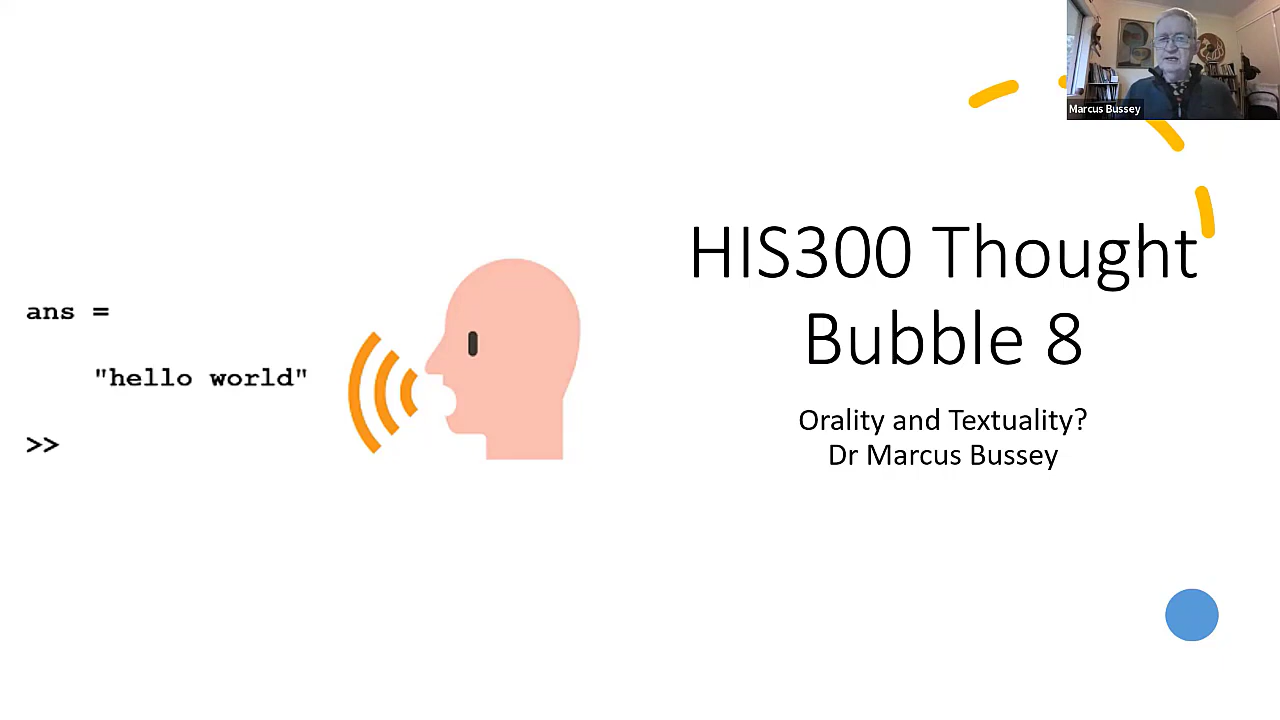 Marcus Bussey
HIS300 Thought
Bubble 8
Orality and Textuality?
Dr Marcus Bussey
ans =
"hello world"
>>